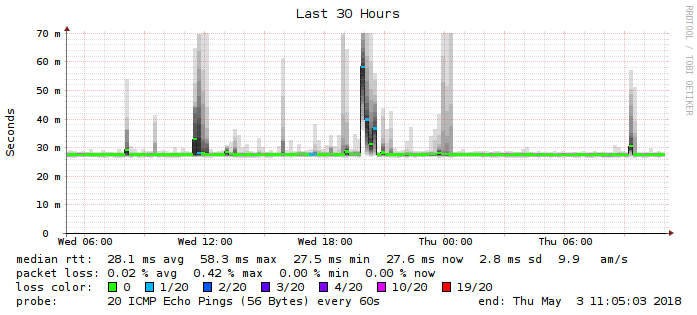 Last 30 Hours
RRDTOOL / TOBI OETIKER
Seconds
70 m
60 m
50 m
40 m
30 m
20 m
10 m
0
Wed 06:00 Wed 12:00 Wed 18:00 Thu 00:00 Thu 06:00
median rtt: 28.1 ms avg 58.3 ms max 27.5 ms min 27.6 ms now 2.8 ms sd 9.9 am/s
packet loss: 0.02 % avg 0.42 % max 0.00 % min 0.00 % now
loss color: 0 1/20 2/20 3/20 4/20 10/20 19/20
probe: 20 ICMP Echo Pings (56 Bytes) every 60s end: Thu May 3 11:05:03 2018